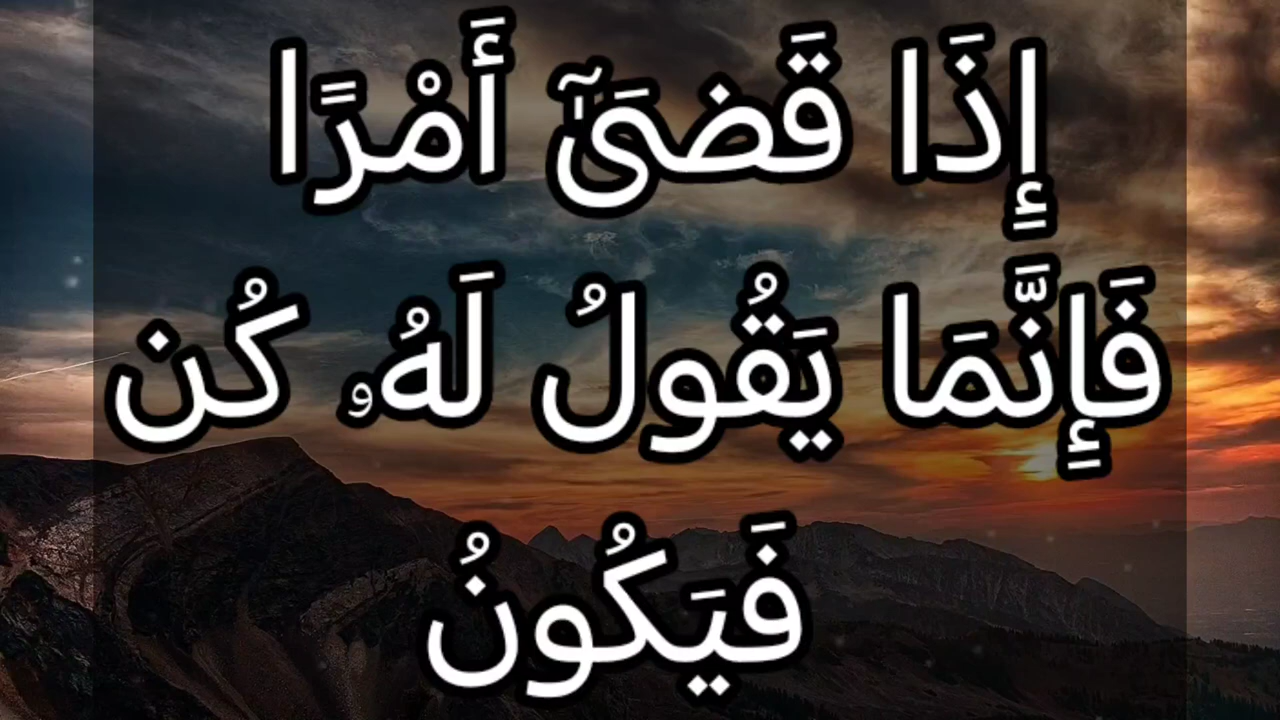 إِذَا قَضَىٰٓ أَمْرًا
فَإِنَّمَا يَقُولُ لَهُۥ كُن
فَيَكُونُ